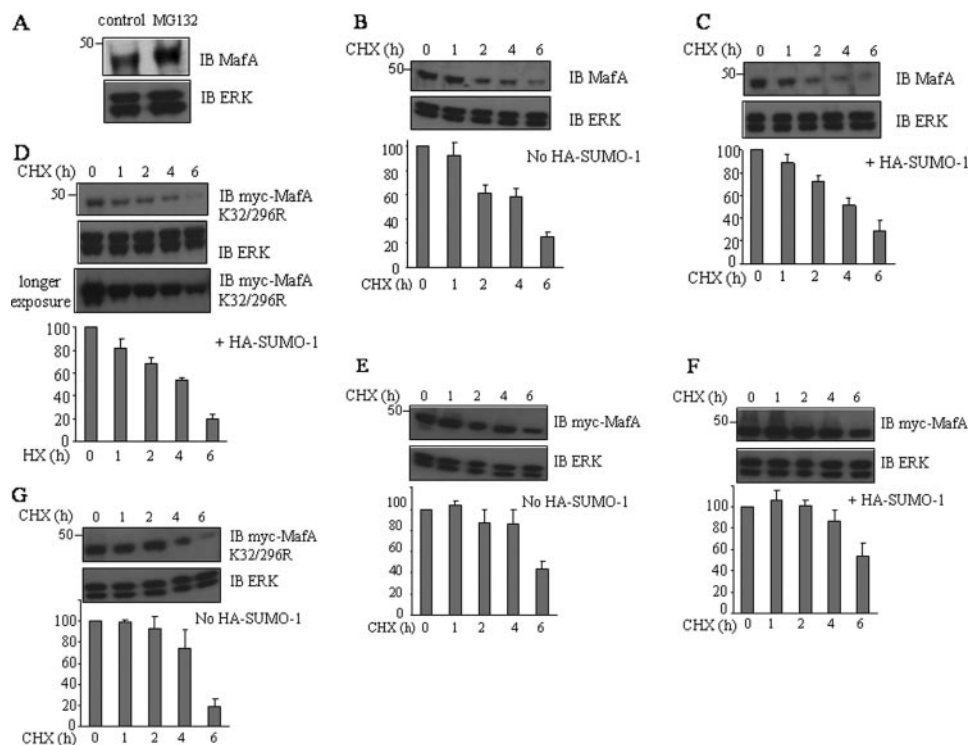 A
control MG132
50
IB MafA
IB ERK
B
CHX (h) 0 1 2 4 6
50
IB MafA
IB ERK
100
80
60
40
20
0
No HA-SUMO-1
CHX (h) 0 1 2 4 6
C
CHX (h) 0 1 2 4 6
50
IB MafA
IB ERK
100
80
60
40
20
0
+ HA-SUMO-1
CHX (h) 0 1 2 4 6
D
CHX (h) 0 1 2 4 6
50
IB myc-MafA
K32/296R
IB ERK
longer
exposure
IB myc-MafA
K32/296R
100
80
60
40
20
0
+ HA-SUMO-1
HX (h) 0 1 2 4 6
E
CHX (h) 0 1 2 4 6
50
IB myc-MafA
IB ERK
100
80
60
40
20
0
No HA-SUMO-1
CHX (h) 0 1 2 4 6
F
CHX (h) 0 1 2 4 6
50
IB myc-MafA
IB ERK
100
80
60
40
20
0
+ HA-SUMO-1
CHX (h) 0 1 2 4 6
G
CHX (h) 0 1 2 4 6
50
IB myc-MafA
K32/296R
IB ERK
100
80
60
40
20
0
No HA-SUMO-1
CHX (h) 0 1 2 4 6